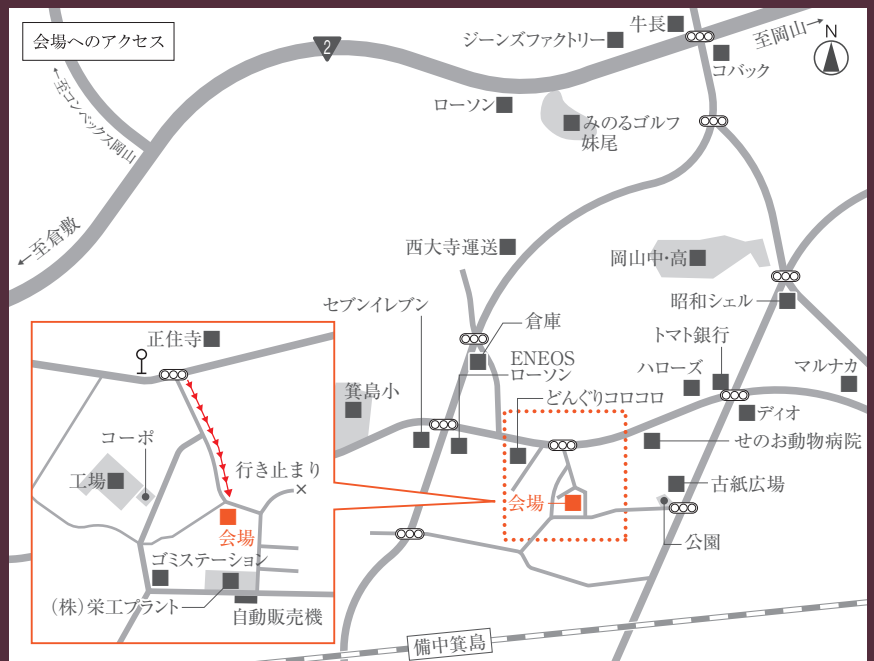 会場へのアクセス
2
牛長
ジーンズファクトリー
至岡山→
N
コバック
←至コンベックス岡山
ローソン
みのるゴルフ
妹尾
←至倉敷
西大寺運送
岡山中・高
昭和シェル
セブンイレブン
倉庫
トマト銀行
ENEOS
ローソン
ハローズ
マルナカ
正住寺
箕島小
どんぐりコロコロ
ディオ
せのお動物病院
コーポ
行き止まり
×
工場
古紙広場
会場
会場
公園
ゴミステーション
(株)栄工プラント
自動販売機
備中箕島